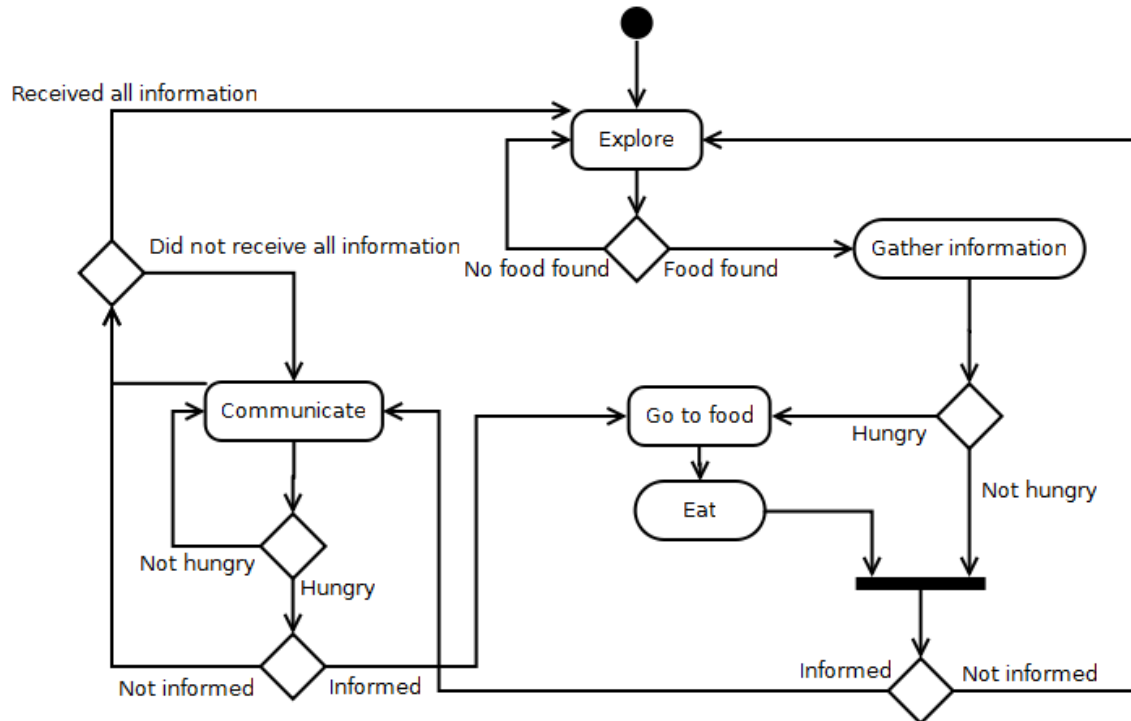 Received all information
Explore
Did not receive all information
No food found
Food found
Gather information
Communicate
Go to food
Hungry
Eat
Not hungry
Not hungry
Hungry
Not informed
Informed
Informed
Not informed